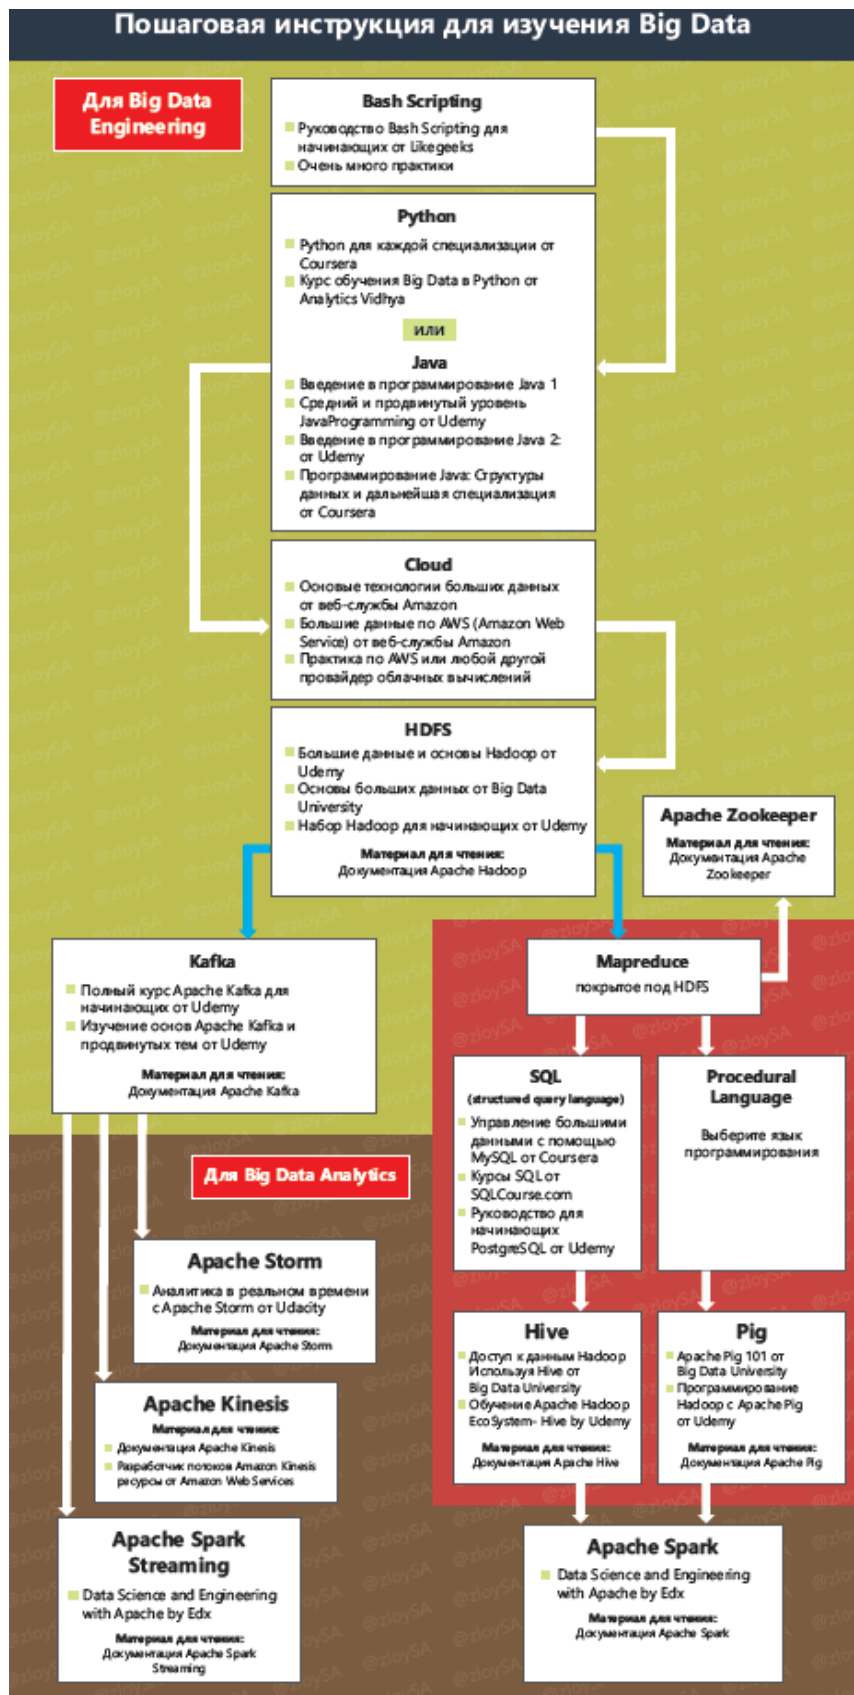 Пошаговая инструкция для изучения Big Data
Для Big Data
Engineering
Bash Scripting
Руководство Bash Scripting для
начинающих от Likegeeks
Очень много практики
Python
Python для каждой специализации от
Coursera
Курс обучения Big Data в Python от
Analytics Vidhya
или
Java
Введение в программирование Java 1
Средний и продвинутый уровень
JavaProgramming от Udemy
Введение в программирование Java 2:
от Udemy
Программирование Java: Структуры
данных и дальнейшая специализация
от Coursera
Cloud
Основые технологии больших данных
от веб-службы Amazon
Большие данные по AWS (Amazon Web
Service) от веб-службы Amazon
Практика по AWS или любой другой
провайдер облачных вычислений
HDFS
Большие данные и основы Hadoop от
Udemy
Основы больших данных от Big Data
University
Набор Hadoop для начинающих от Udemy
Материал для чтения:
Документация Apache Hadoop
Apache Zookeeper
Материал для чтения:
Документация Apache
Zookeeper
Kafka
Полный курс Apache Kafka для
начинающих от Udemy
Изучение основ Apache Kafka и
продвинутых тем от Udemy
Материал для чтения:
Документация Apache Kafka
Mapreduce
покрытое под HDFS
SQL
(structured query language)
Управление большими
данными с помощью
MySQL от Coursera
Курсы SQL от
SQLCourse.com
Руководство для
начинающих
PostgreSQL от Udemy
Procedural
Language
Выберите язык
программирования
Для Big Data Analytics
Apache Storm
Аналитика в реальном времени
с Apache Storm от Udacity
Материал для чтения:
Документация Apache Storm
Hive
Доступ к данным Hadoop
Используя Hive от
Big Data University
Обучение Apache Hadoop
EcoSystem- Hive by Udemy
Материал для чтения:
Документация Apache Hive
Pig
Apache Pig 101 от
Big Data University
Программирование
Hadoop с Apache Pig
от Udemy
Материал для чтения:
Документация Apache Pig
Apache Kinesis
Материал для чтения:
Документация Apache Kinesis
Разработчик потоков Amazon Kinesis
ресурсы от Amazon Web Services
Apache Spark
Streaming
Data Science and Engineering
with Apache by Edx
Материал для чтения:
Документация Apache Spark
Streaming
Apache Spark
Data Science and Engineering
with Apache by Edx
Материал для чтения:
Документация Apache Spark
@zloySA